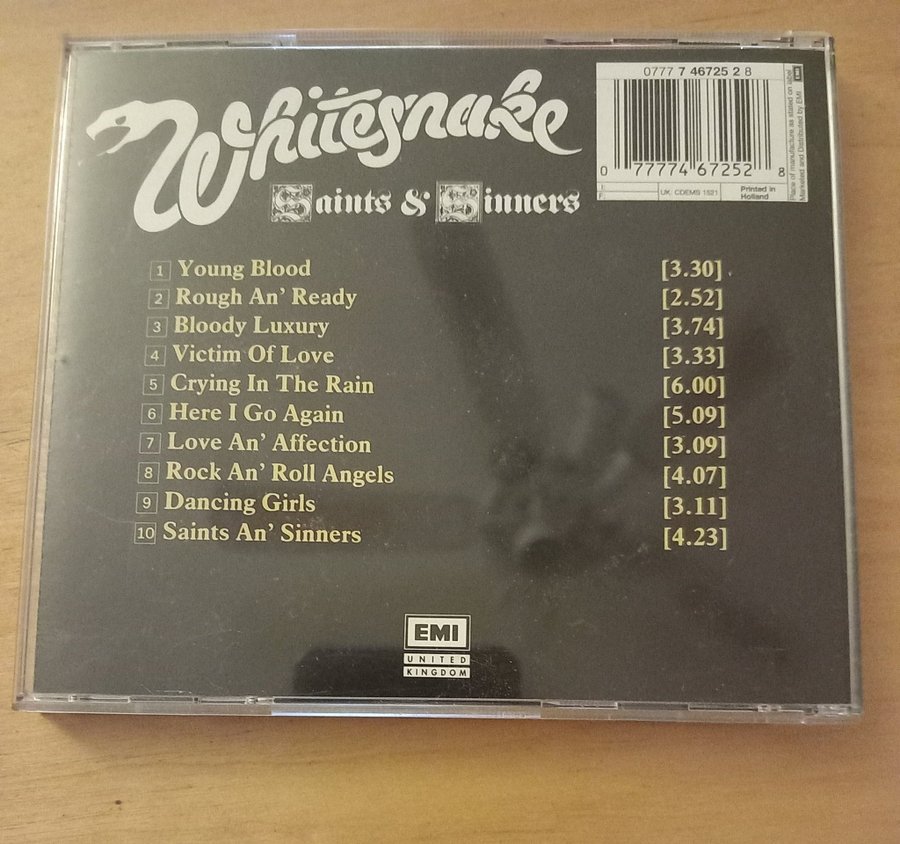 Whitesnake
Saints & Sinners
0777 7 46725 2 8
0 77774 67252 8
UK: CDEMS 1521
Printed in
Holland
Place of manufacture as stated on label
Marketed and Distributed by EMI
EMI
1 Young Blood [3.30]
2 Rough An' Ready [2.52]
3 Bloody Luxury [3.74]
4 Victim Of Love [3.33]
5 Crying In The Rain [6.00]
6 Here I Go Again [5.09]
7 Love An' Affection [3.09]
8 Rock An' Roll Angels [4.07]
9 Dancing Girls [3.11]
10 Saints An' Sinners [4.23]
EMI
UNITED
KINGDOM